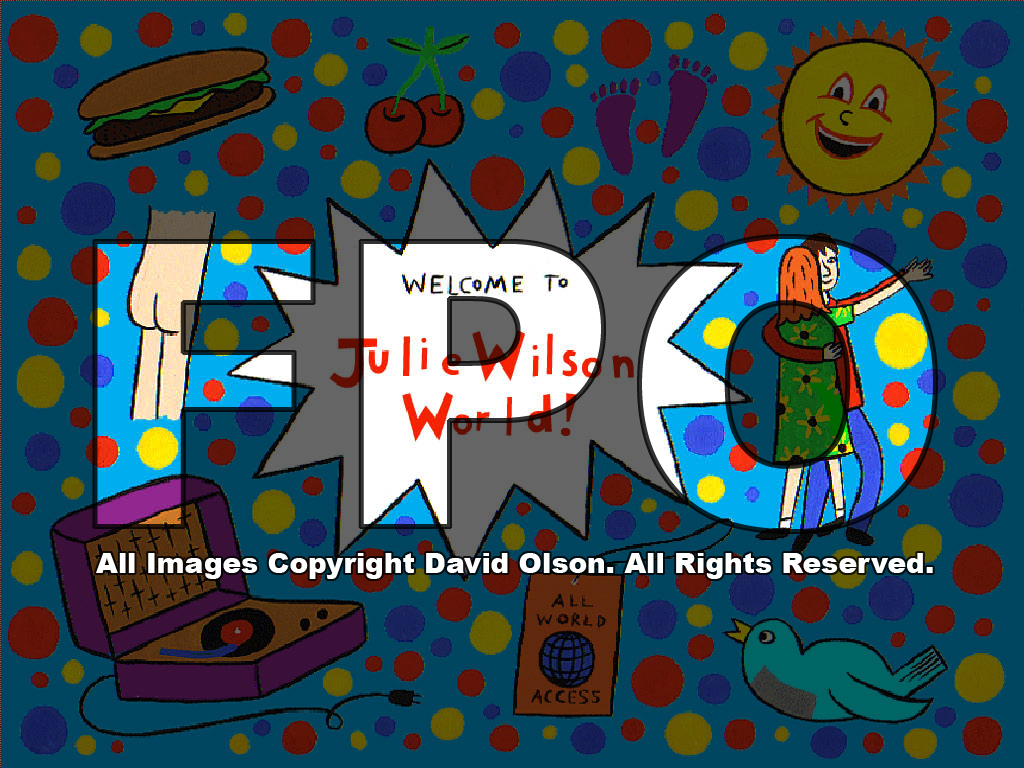 WELCOME TO
Julie Wilson
World!
FPO
All Images Copyright David Olson. All Rights Reserved.
ALL
WORLD
ACCESS